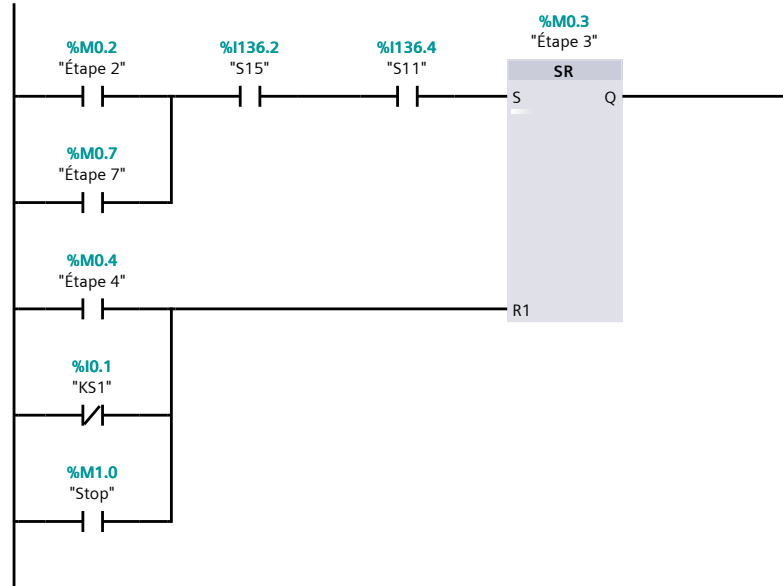 %M0.3
"Étape 3"
%M0.2
"Étape 2"
%I136.2
"S15"
%I136.4
"S11"
SR
S
Q
%M0.7
"Étape 7"
%M0.4
"Étape 4"
R1
%I0.1
"KS1"
%M1.0
"Stop"